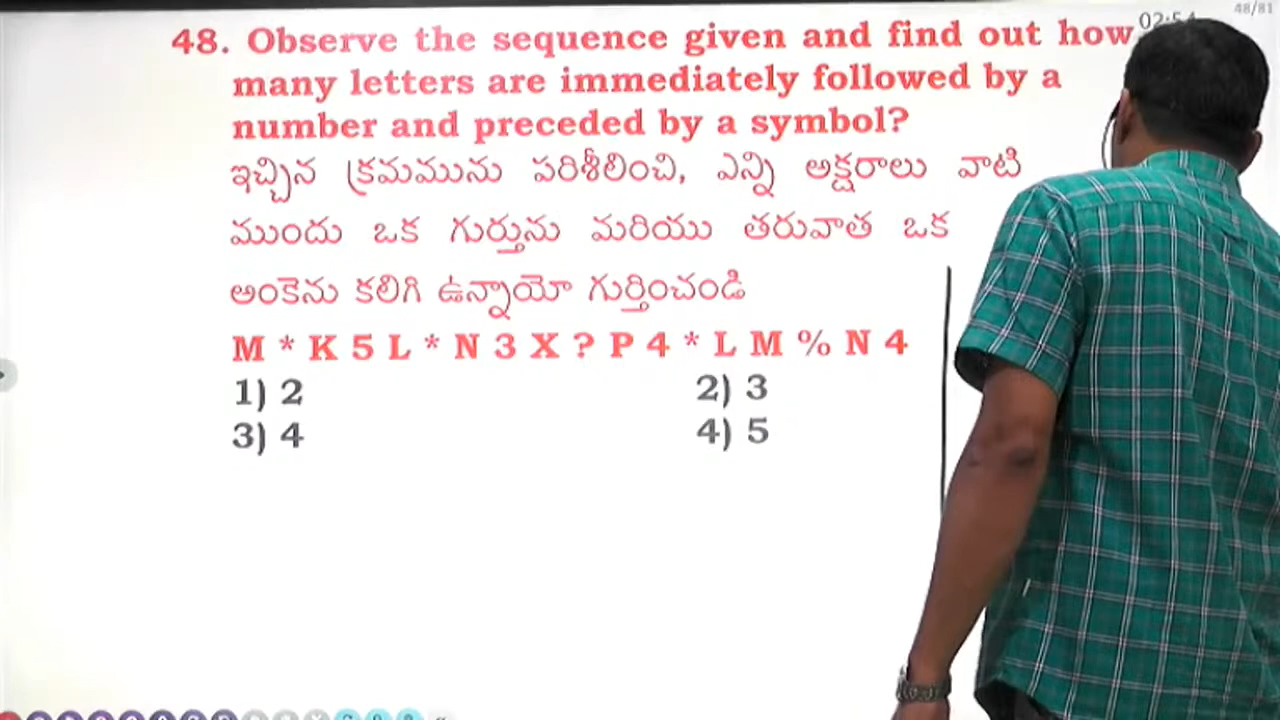 48/81
48. Observe the sequence given and find out how
many letters are immediately followed by a
number and preceded by a symbol?
ఇచ్చిన క్రమమును పరిశీలించి, ఎన్ని అక్షరాలు వాటి
ముందు ఒక గుర్తును మరియు తరువాత ఒక
అంకెను కలిగి ఉన్నాయో గుర్తించండి
M * K 5 L * N 3 X ? P 4 * L M % N 4
1) 2 2) 3
3) 4 4) 5